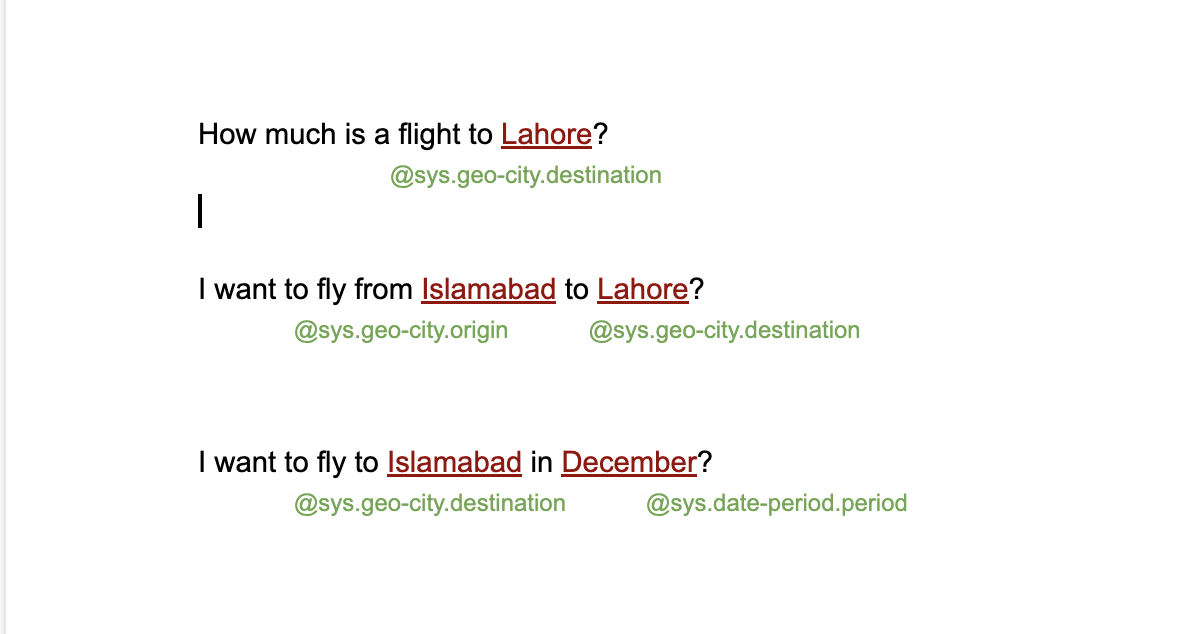 How much is a flight to Lahore?
@sys.geo-city.destination
I want to fly from Islamabad to Lahore?
@sys.geo-city.origin @sys.geo-city.destination
I want to fly to Islamabad in December?
@sys.geo-city.destination @sys.date-period.period